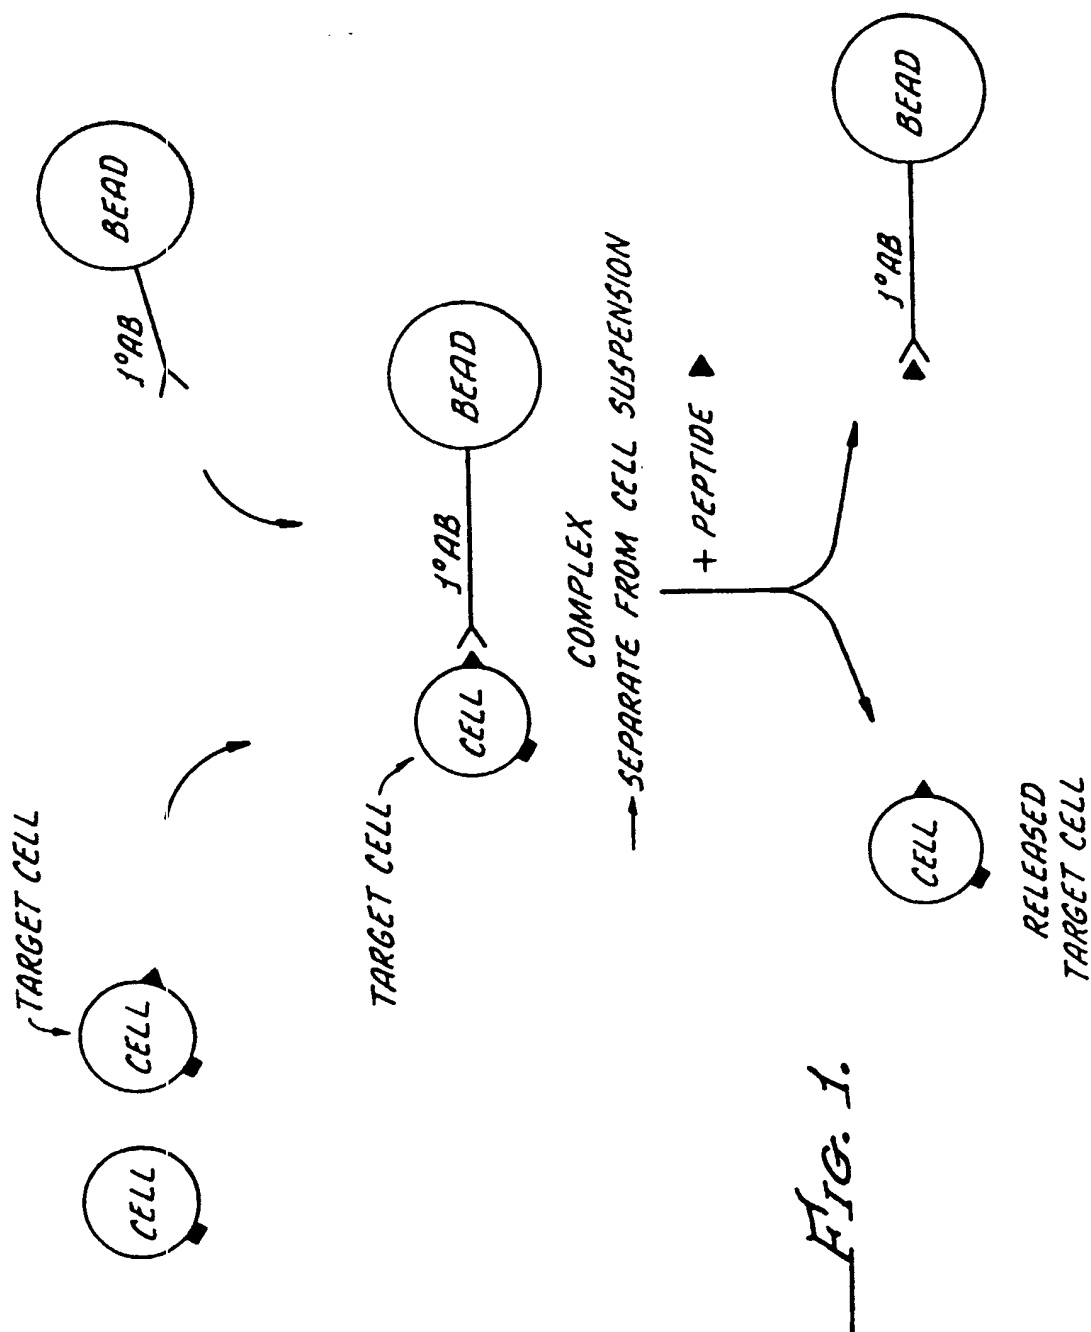 TARGET CELL
CELL
CELL
1°AB
BEAD
TARGET CELL
CELL
1°AB
BEAD
COMPLEX
→ SEPARATE FROM CELL SUSPENSION
+ PEPTIDE ▲
CELL
1°AB
BEAD
RELEASED
TARGET CELL
FIG. 1.